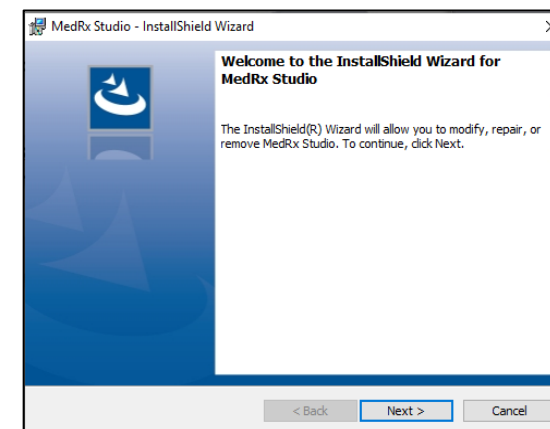 MedRx Studio - InstallShield Wizard
Welcome to the InstallShield Wizard for
MedRx Studio
The InstallShield(R) Wizard will allow you to modify, repair, or
remove MedRx Studio. To continue, click Next.
< Back Next > Cancel